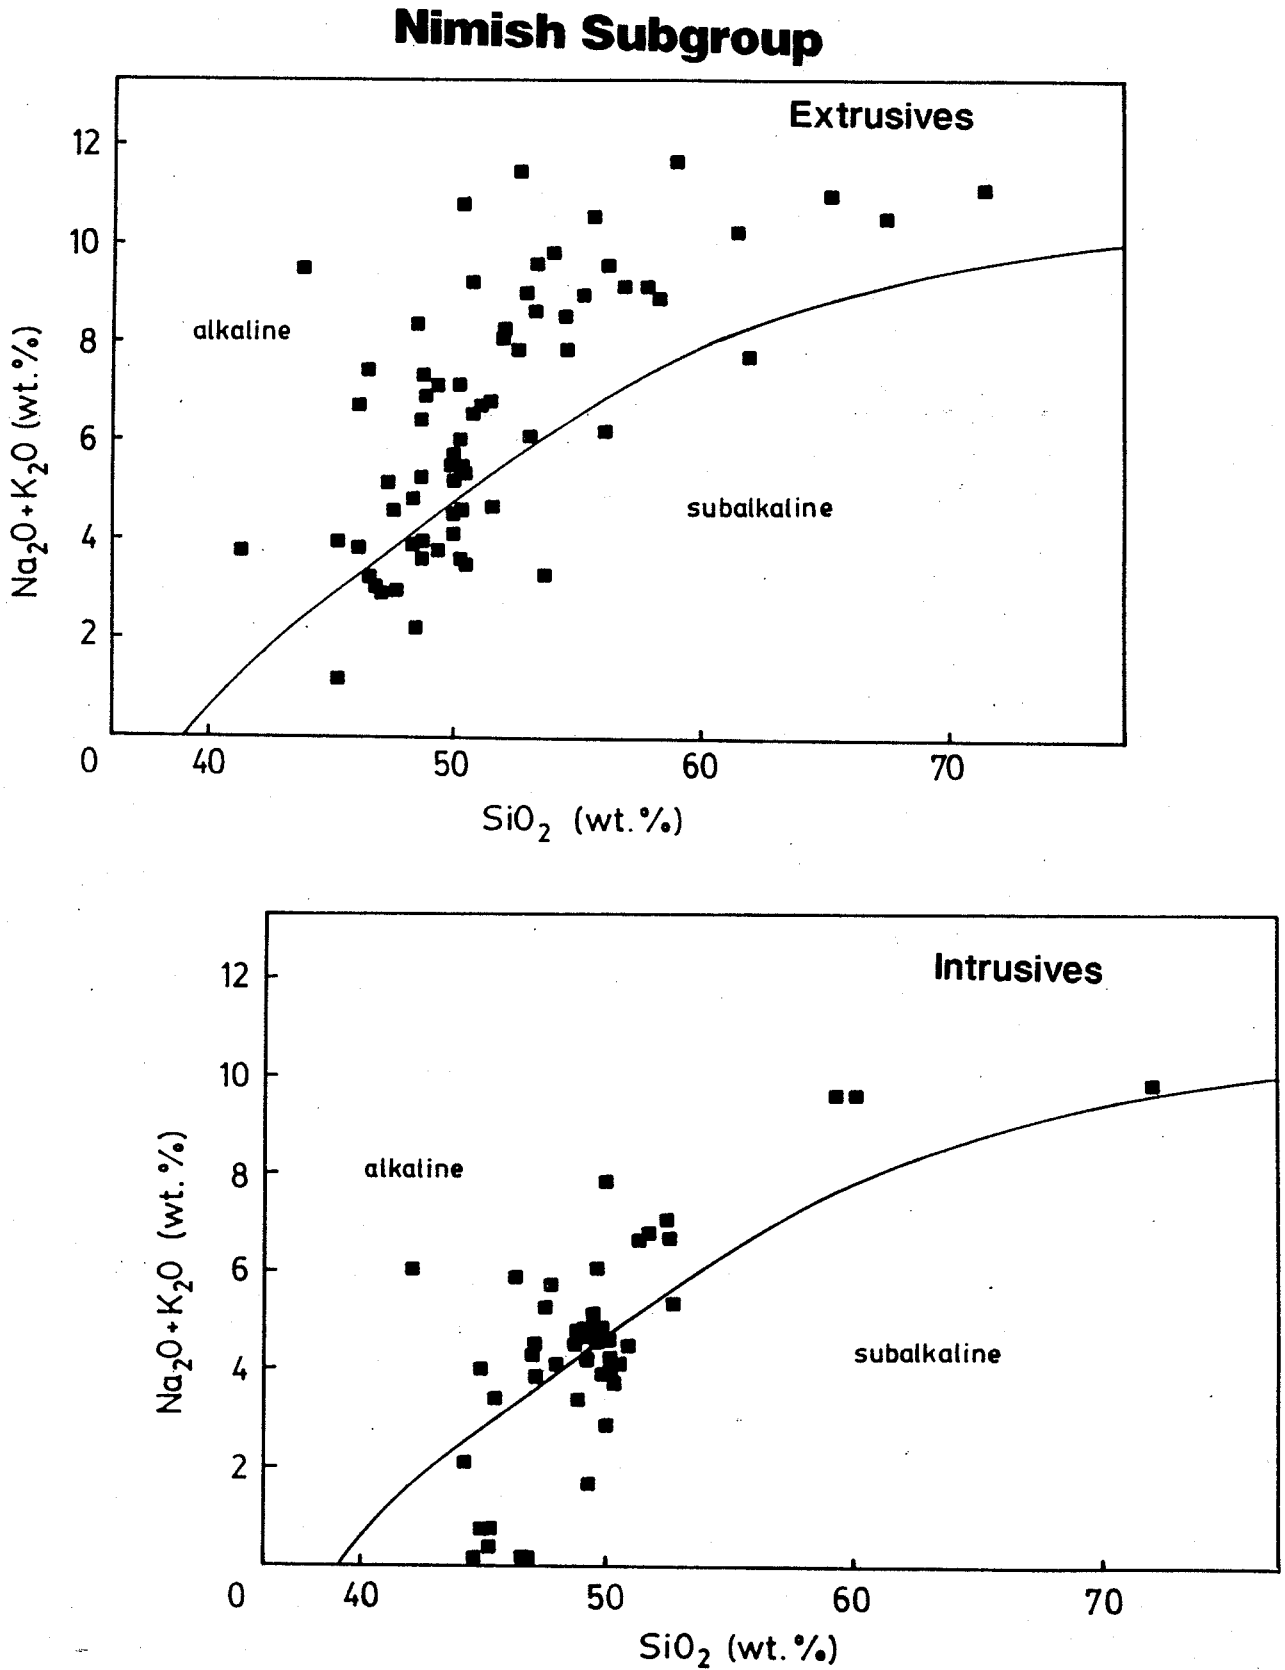 Nimish Subgroup
Extrusives
12
10
8
6
4
2
0
Na₂O+K₂O (wt.%)
alkaline
subalkaline
40 50 60 70
SiO₂ (wt.%)
Intrusives
12
10
8
6
4
2
0
Na₂O+K₂O (wt.%)
alkaline
subalkaline
40 50 60 70
SiO₂ (wt.%)